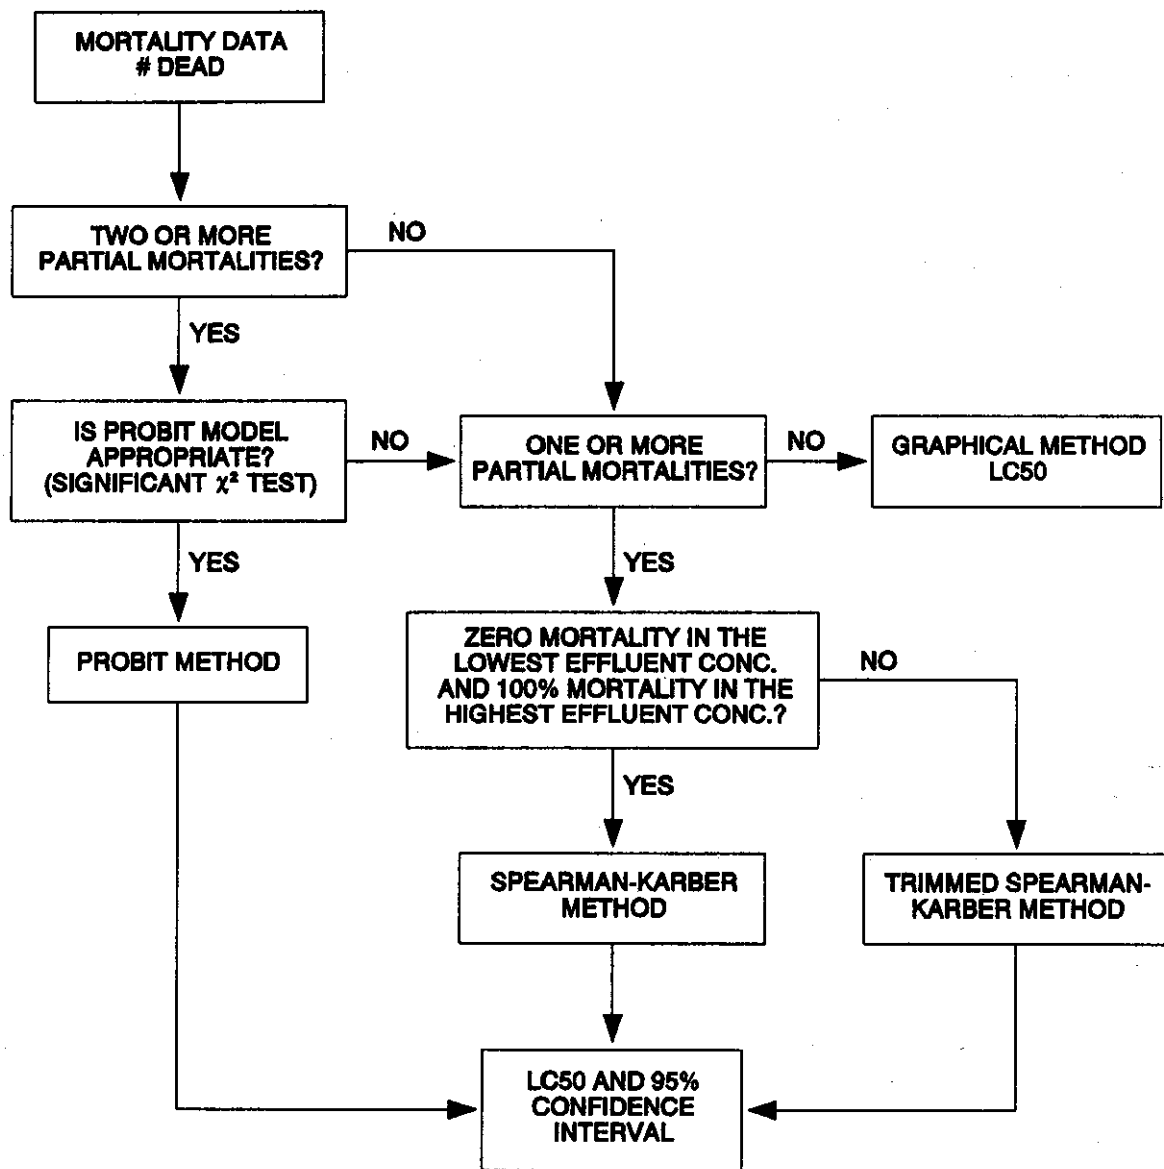 MORTALITY DATA
# DEAD
TWO OR MORE
PARTIAL MORTALITIES?
NO
YES
IS PROBIT MODEL
APPROPRIATE?
(SIGNIFICANT χ² TEST)
NO
ONE OR MORE
PARTIAL MORTALITIES?
NO
GRAPHICAL METHOD
LC50
YES
YES
PROBIT METHOD
ZERO MORTALITY IN THE
LOWEST EFFLUENT CONC.
AND 100% MORTALITY IN THE
HIGHEST EFFLUENT CONC.?
NO
YES
SPEARMAN-KARBER
METHOD
TRIMMED SPEARMAN-
KARBER METHOD
LC50 AND 95%
CONFIDENCE
INTERVAL